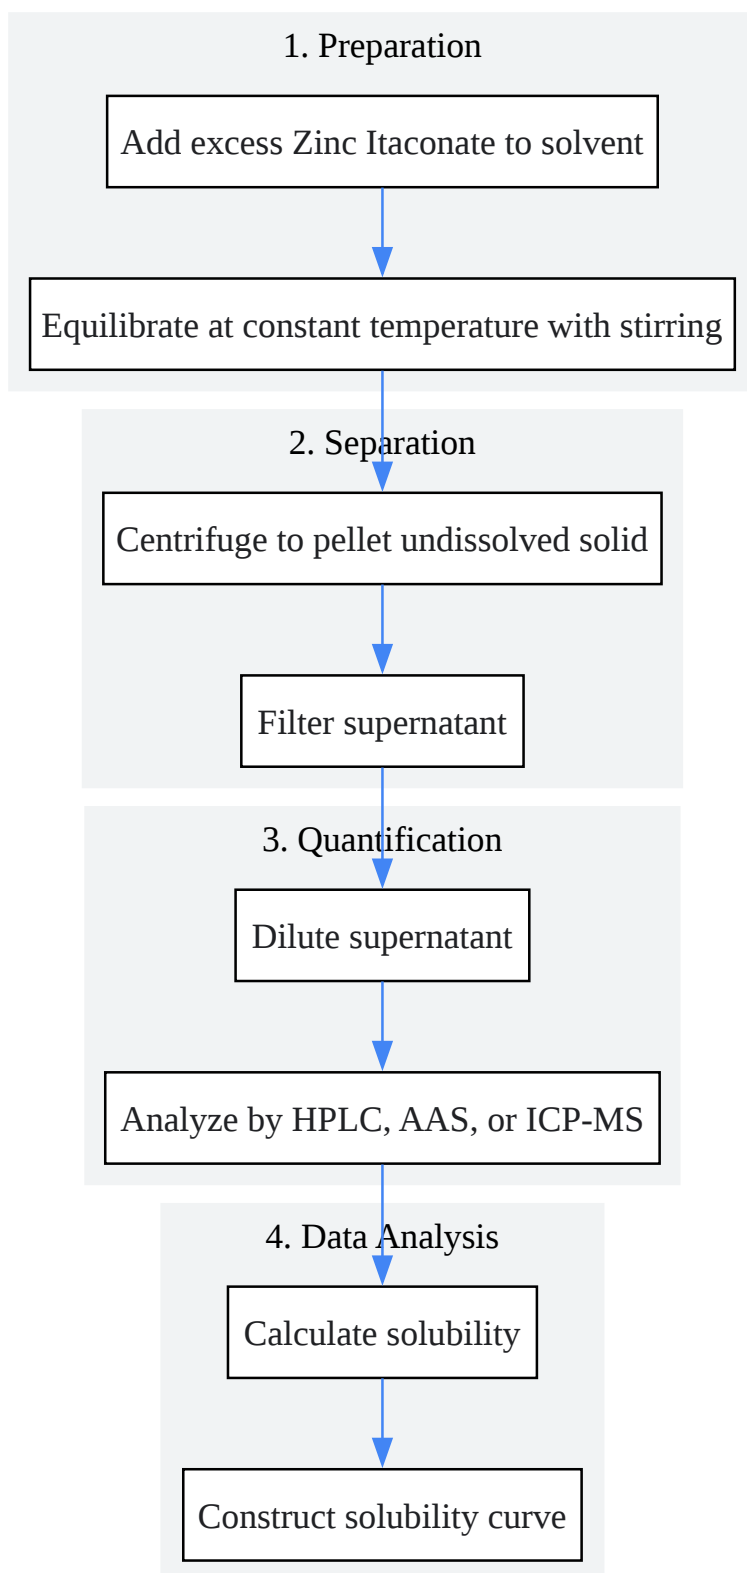 1. Preparation
Add excess Zinc Itaconate to solvent
Equilibrate at constant temperature with stirring
2. Separation
Centrifuge to pellet undissolved solid
Filter supernatant
3. Quantification
Dilute supernatant
Analyze by HPLC, AAS, or ICP-MS
4. Data Analysis
Calculate solubility
Construct solubility curve